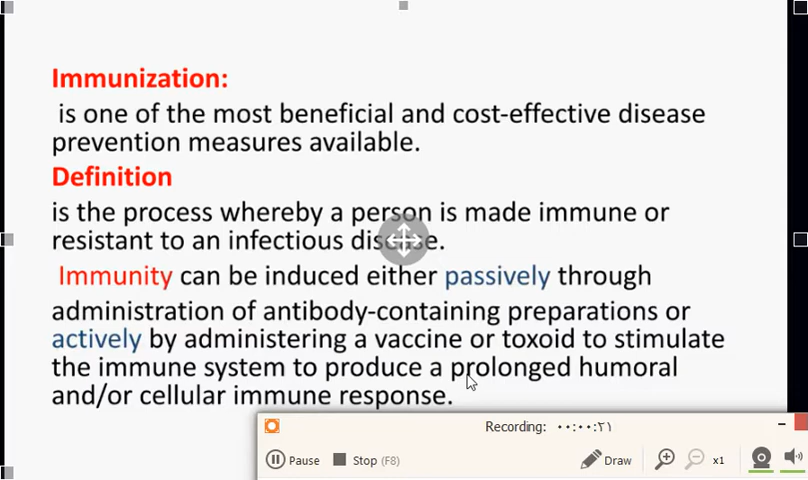 Immunization:
is one of the most beneficial and cost-effective disease
prevention measures available.
Definition
is the process whereby a person is made immune or
resistant to an infectious disease.
Immunity can be induced either passively through
administration of antibody-containing preparations or
actively by administering a vaccine or toxoid to stimulate
the immune system to produce a prolonged humoral
and/or cellular immune response.
Recording: ۰۰:۰۰:۲۱
Pause Stop (F8) Draw x1